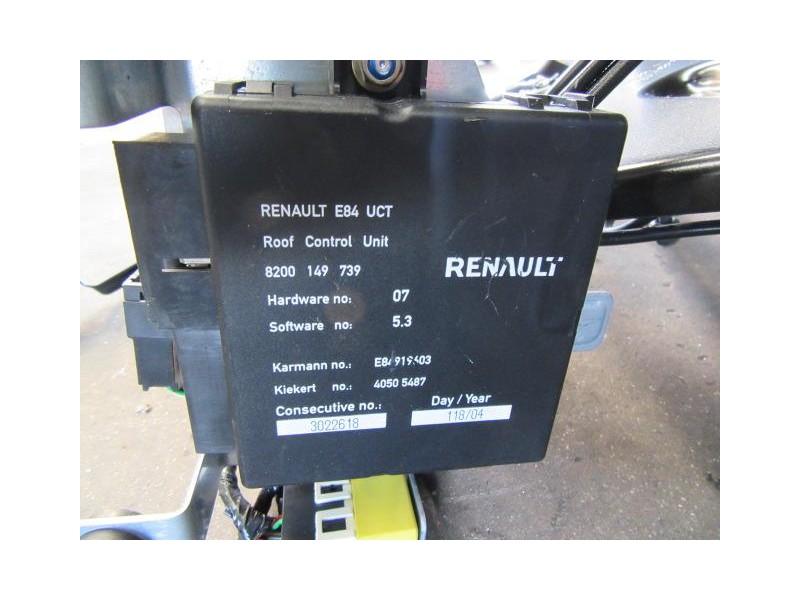 RENAULT E84 UCT
Roof Control Unit
8200 149 739
RENAULT
Hardware no: 07
Software no: 5.3
Karmann no.:
Kiekert no.: 4050 5487
Consecutive no.: Day / Year
3022618 118/04